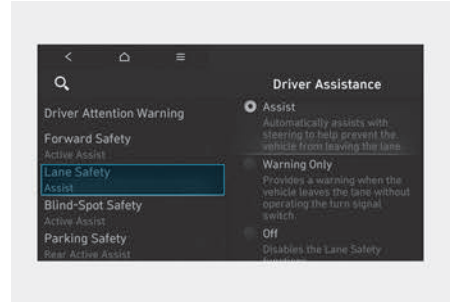 Driver Assistance
Driver Attention Warning
Forward Safety
Active Assist
Lane Safety
Assist
Blind-Spot Safety
Active Assist
Parking Safety
Rear Active Assist
Assist
Automatically assists with
steering to help prevent the
vehicle from leaving the lane.
Warning Only
Provides a warning when the
vehicle leaves the lane without
operating the turn signal
switch.
Off
Disables the Lane Safety
functions.